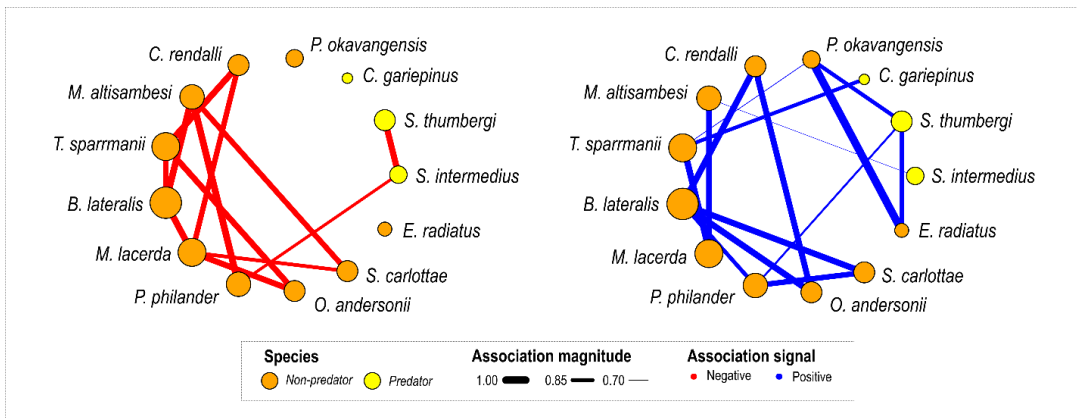 P. okavangensis
C. rendalli
C. gariepinus
M. altisambesi
S. thumbergi
T. sparrmanii
S. intermedius
B. lateralis
E. radiatus
M. lacerda
S. carlottae
P. philander
O. andersonii
P. okavangensis
C. rendalli
C. gariepinus
M. altisambesi
S. thumbergi
T. sparrmanii
S. intermedius
B. lateralis
E. radiatus
M. lacerda
S. carlottae
P. philander
O. andersonii
Species
Non-predator Predator
Association magnitude
1.00 0.85 0.70
Association signal
Negative Positive